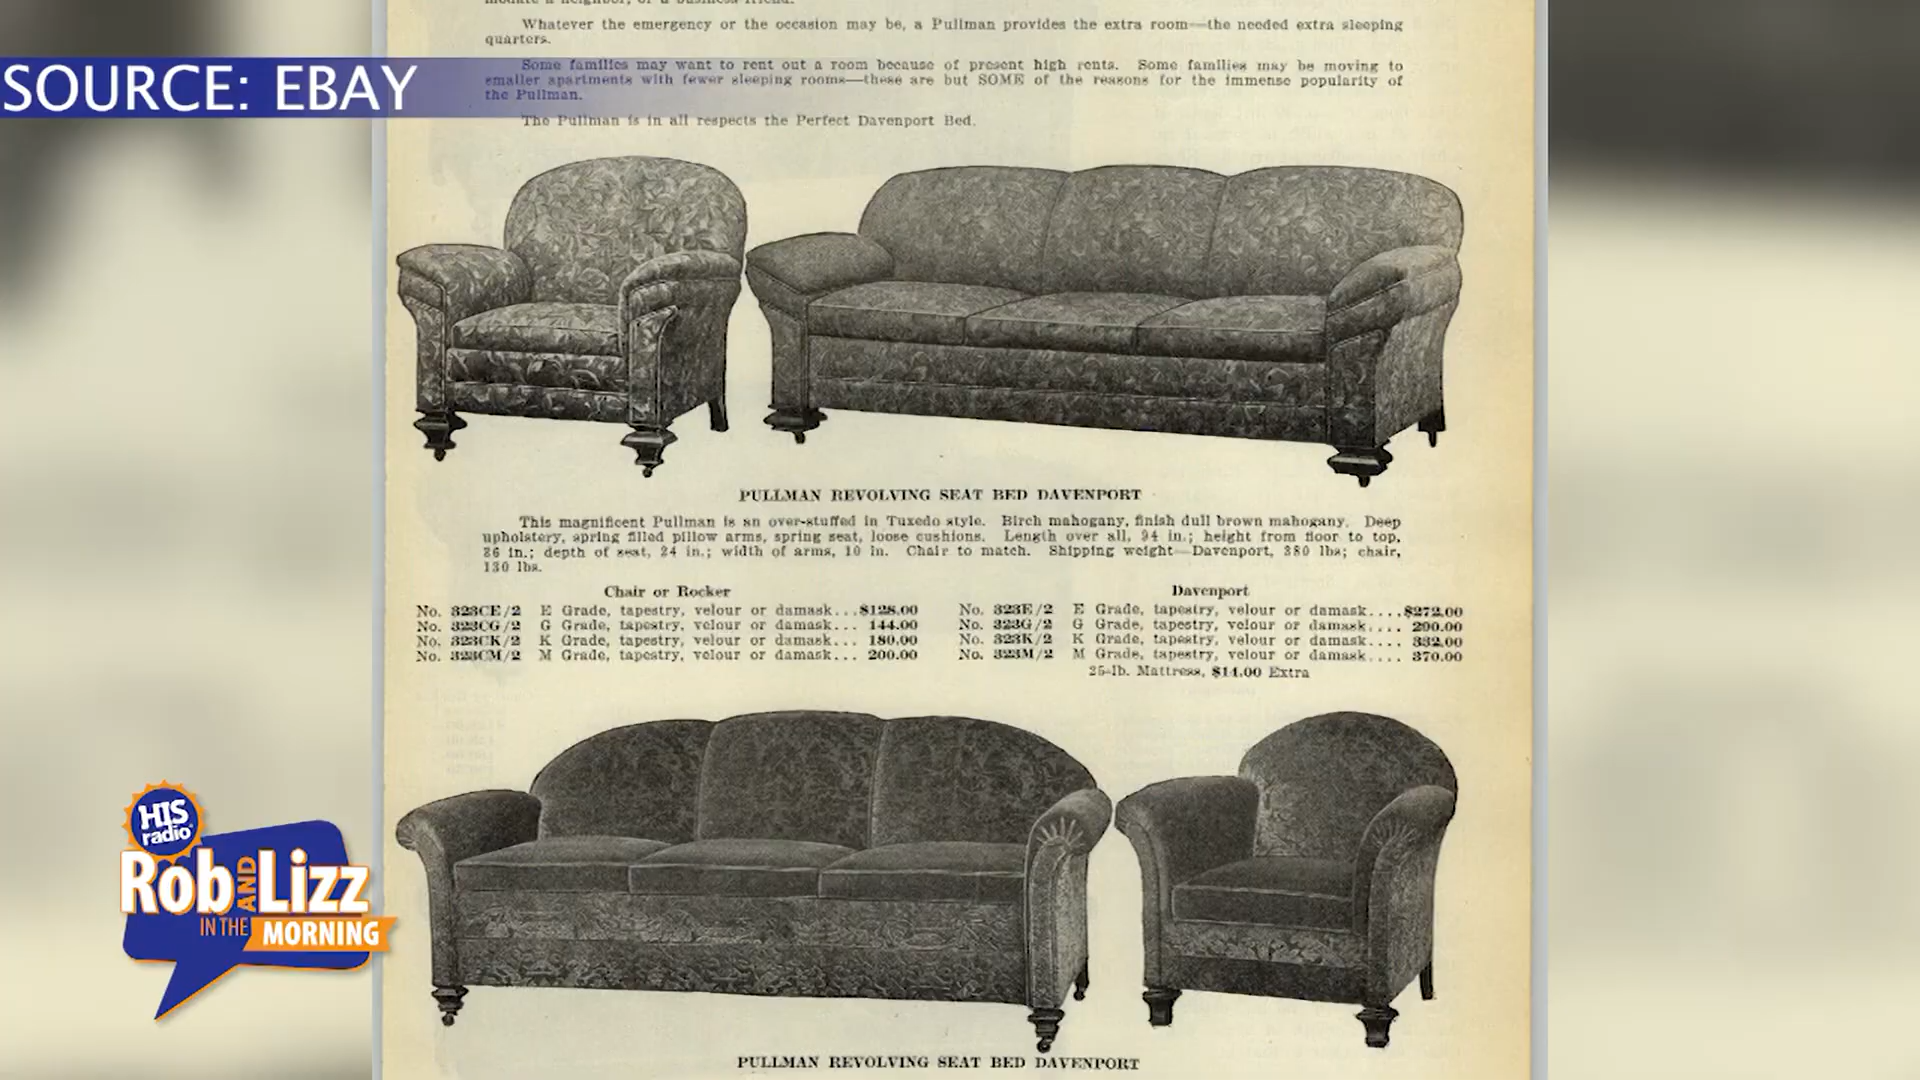 Whatever the emergency or the occasion may be, a Pullman provides the extra room—the needed extra sleeping
quarters.
SOURCE: EBAY
Some families may want to rent out a room because of present high rents. Some families may be moving to
smaller apartments with fewer sleeping rooms—these are but SOME of the reasons for the immense popularity of
the Pullman.
The Pullman is in all respects the Perfect Davenport Bed.
PULLMAN REVOLVING SEAT BED DAVENPORT
This magnificent Pullman is an over-stuffed in Tuxedo style. Birch mahogany, finish dull brown mahogany. Deep
upholstery, spring filled pillow arms, spring seat, loose cushions. Length over all, 94 in.; height from floor to top,
36 in.; depth of seat, 24 in.; width of arms, 10 in. Chair to match. Shipping weight—Davenport, 380 lbs; chair,
130 lbs.
Chair or Rocker
No. 323CE/2 E Grade, tapestry, velour or damask...$128.00
No. 323CG/2 G Grade, tapestry, velour or damask... 144.00
No. 323CK/2 K Grade, tapestry, velour or damask... 180.00
No. 323CM/2 M Grade, tapestry, velour or damask... 200.00
Davenport
No. 323E/2 E Grade, tapestry, velour or damask....$272.00
No. 323G/2 G Grade, tapestry, velour or damask.... 290.00
No. 323K/2 K Grade, tapestry, velour or damask.... 332.00
No. 323M/2 M Grade, tapestry, velour or damask.... 370.00
25-lb. Mattress, $14.00 Extra
HIS
radio
Rob AND Lizz
IN THE MORNING
PULLMAN REVOLVING SEAT BED DAVENPORT